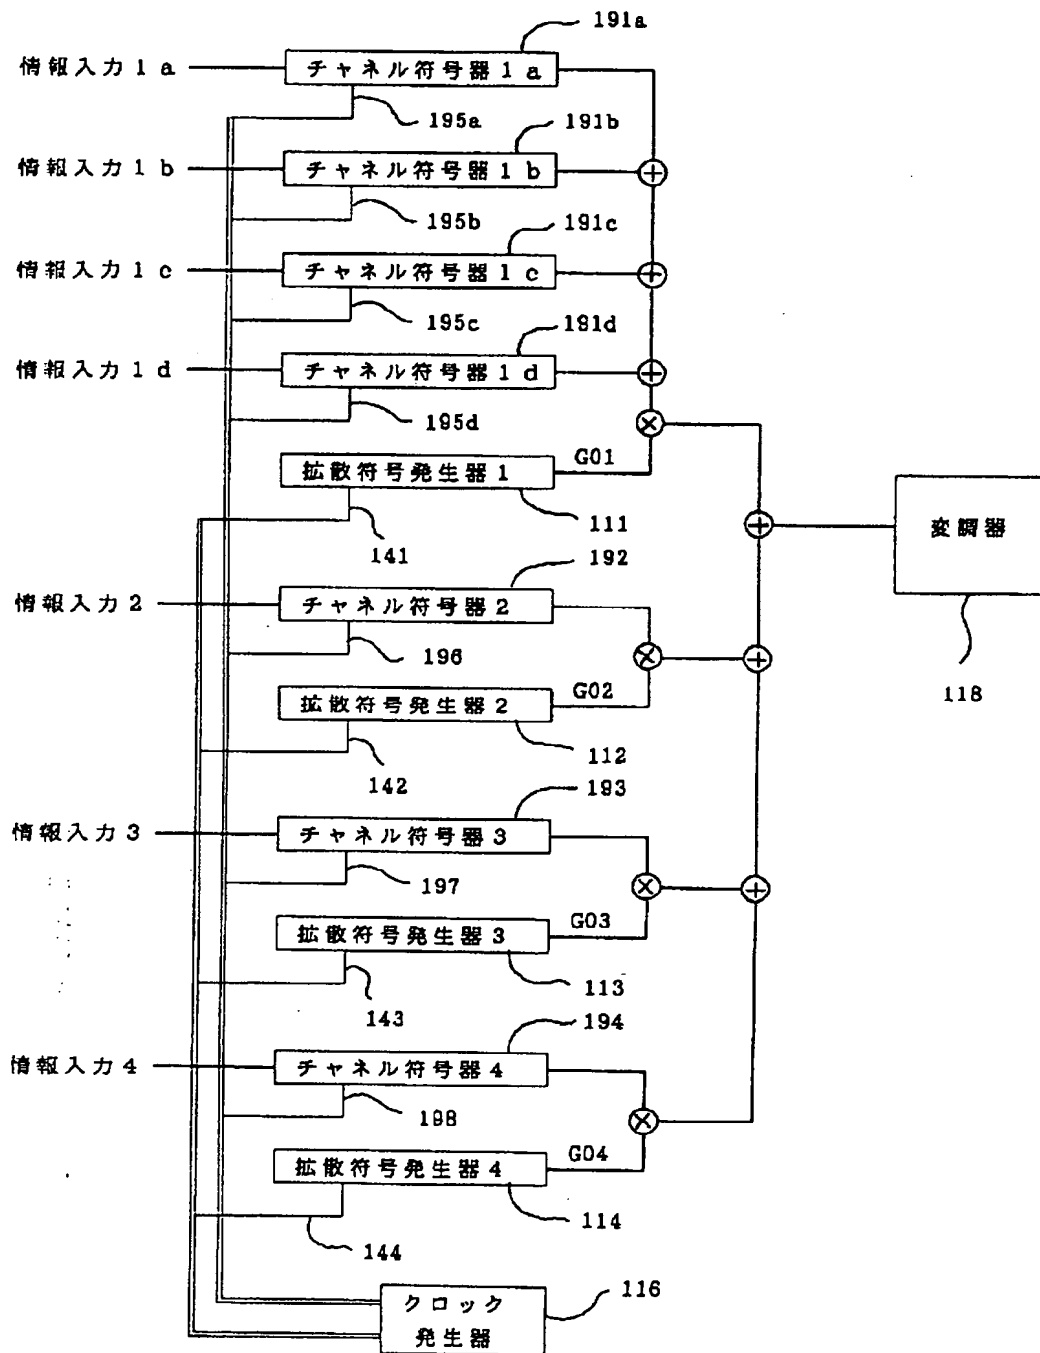 191a
情報入力1a
チャネル符号器1a
195a
191b
情報入力1b
チャネル符号器1b
195b
191c
情報入力1c
チャネル符号器1c
195c
191d
情報入力1d
チャネル符号器1d
195d
拡散符号発生器1
G01
111
141
変調器
118
192
情報入力2
チャネル符号器2
196
拡散符号発生器2
G02
112
142
193
情報入力3
チャネル符号器3
197
拡散符号発生器3
G03
113
143
194
情報入力4
チャネル符号器4
198
拡散符号発生器4
G04
114
144
116
クロック
発生器